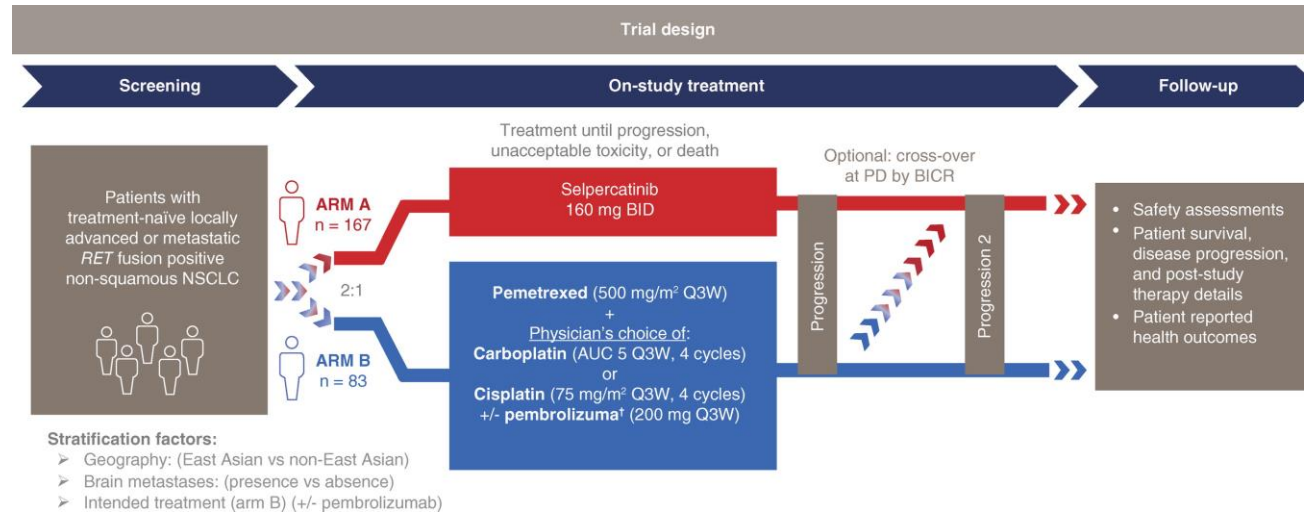 Trial design
Screening
On-study treatment
Follow-up
Patients with
treatment-naïve locally
advanced or metastatic
RET fusion positive
non-squamous NSCLC
ARM A
n = 167
2:1
ARM B
n = 83
Treatment until progression,
unacceptable toxicity, or death
Selpercatinib
160 mg BID
Pemetrexed (500 mg/m² Q3W)
+
Physician's choice of:
Carboplatin (AUC 5 Q3W, 4 cycles)
or
Cisplatin (75 mg/m² Q3W, 4 cycles)
+/- pembrolizuma† (200 mg Q3W)
Optional: cross-over
at PD by BICR
Progression
Progression 2
• Safety assessments
• Patient survival,
disease progression,
and post-study
therapy details
• Patient reported
health outcomes
Stratification factors:
➢ Geography: (East Asian vs non-East Asian)
➢ Brain metastases: (presence vs absence)
➢ Intended treatment (arm B) (+/- pembrolizumab)